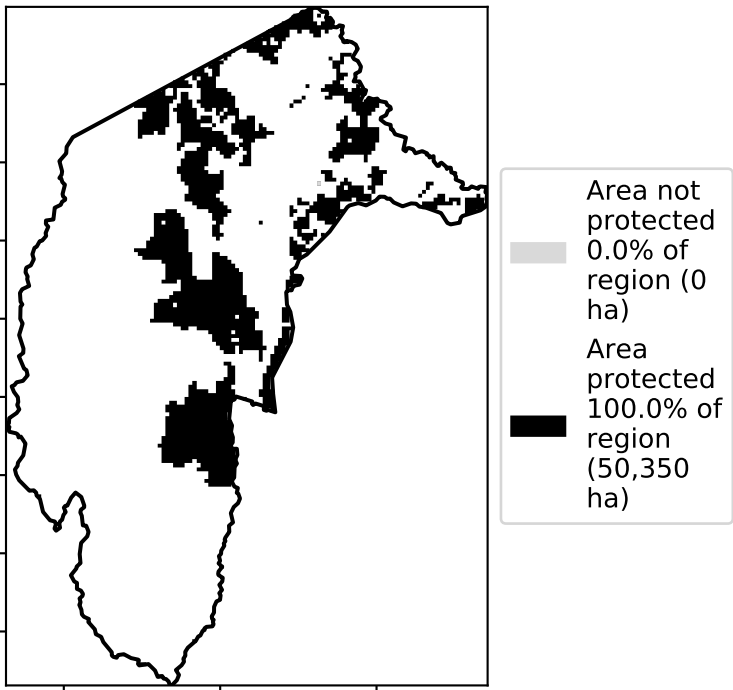 Area not
protected
0.0% of
region (0
ha)
Area
protected
100.0% of
region
(50,350
ha)